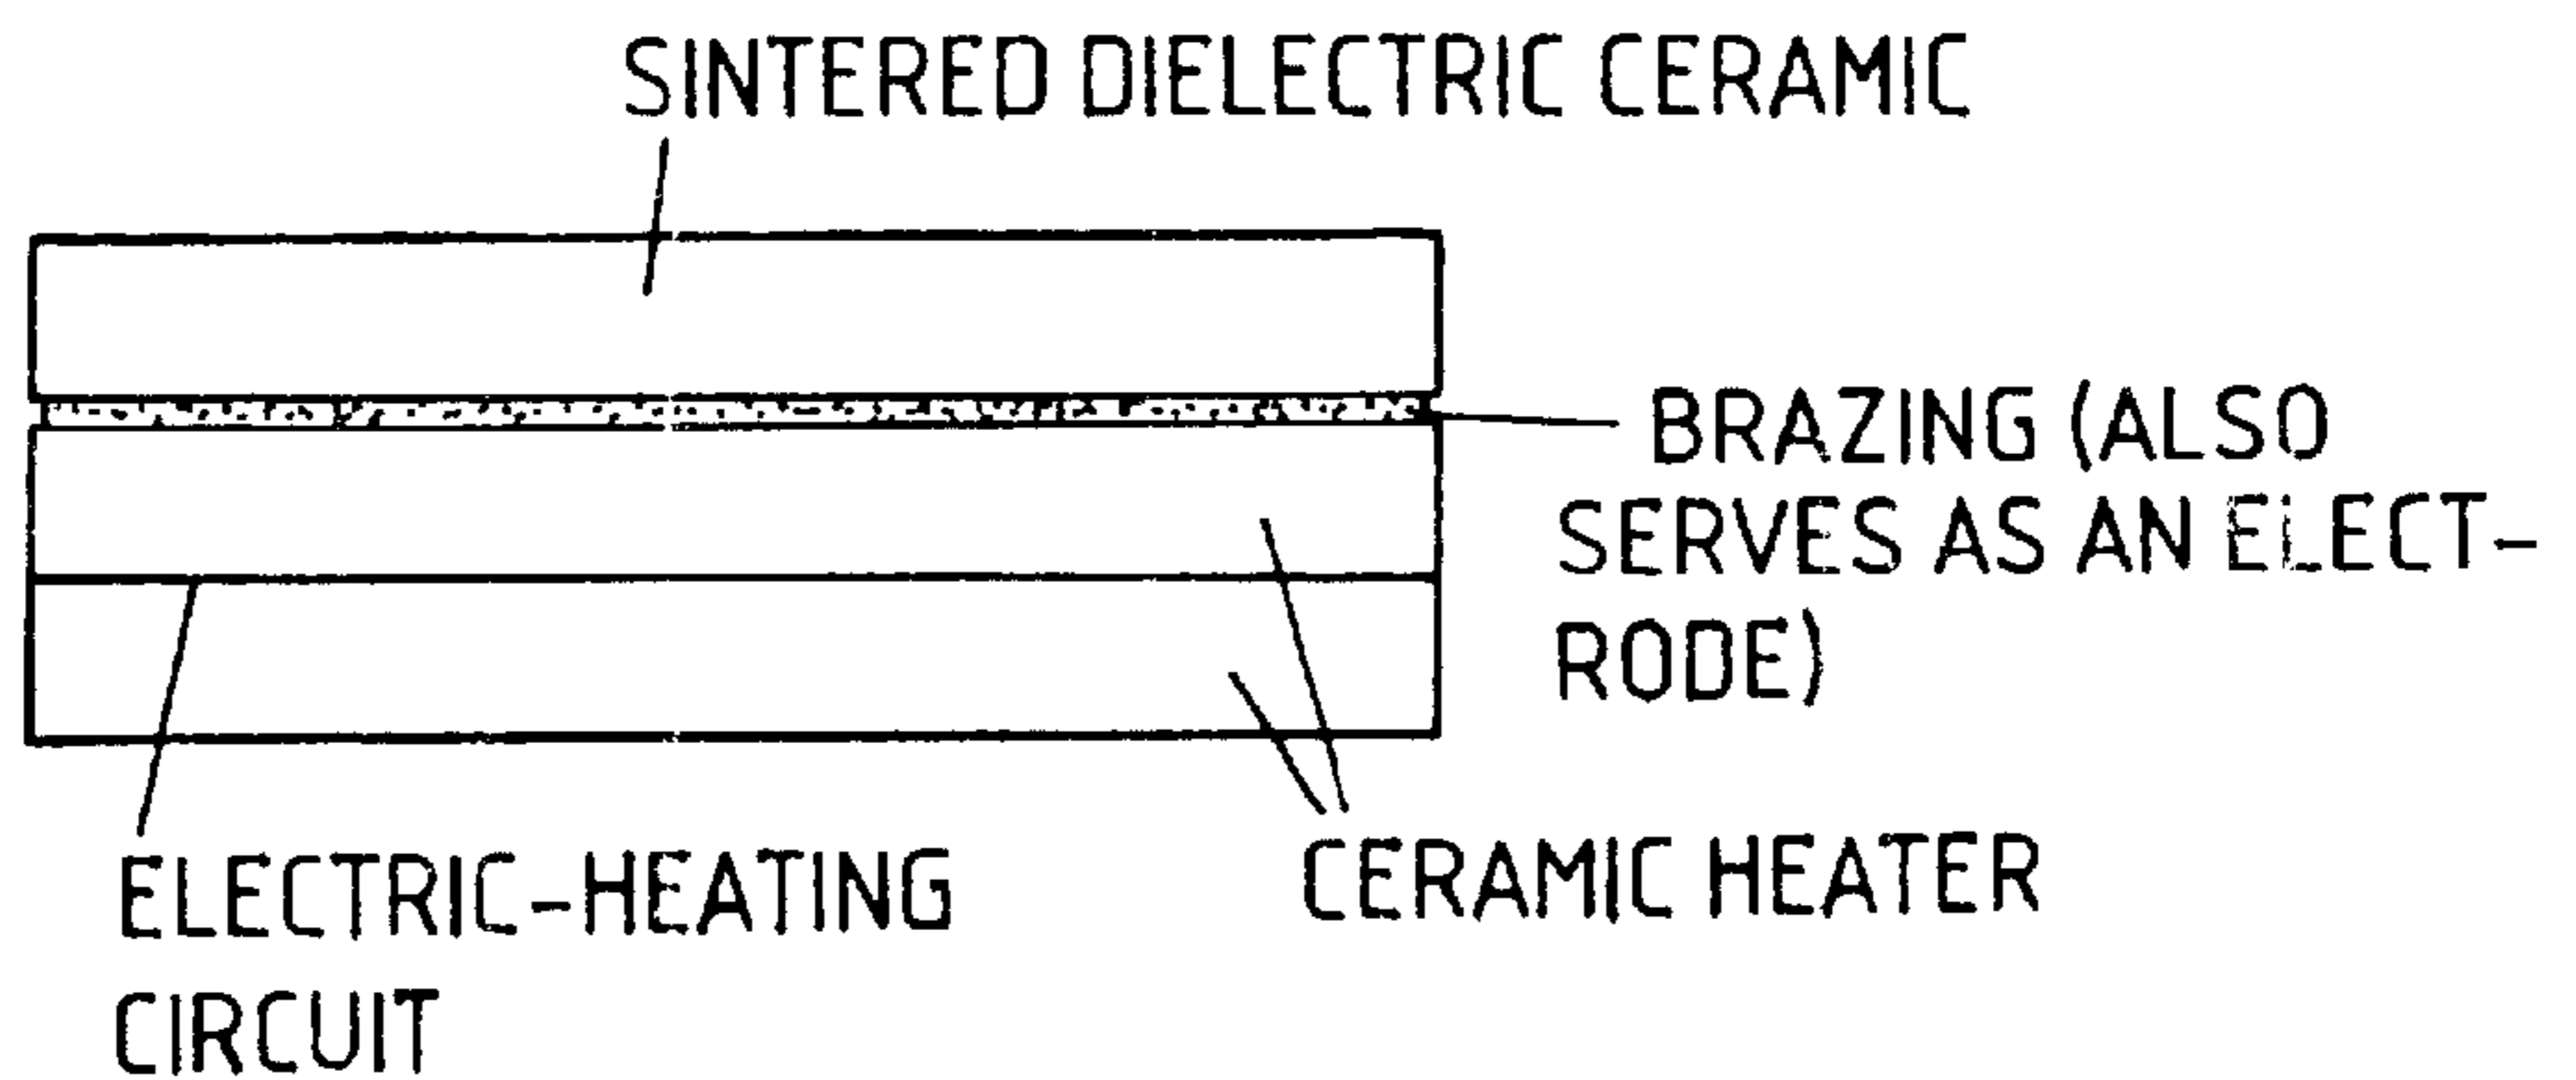 SINTERED DIELECTRIC CERAMIC
BRAZING (ALSO
SERVES AS AN ELECT-
RODE)
ELECTRIC-HEATING
CIRCUIT
CERAMIC HEATER